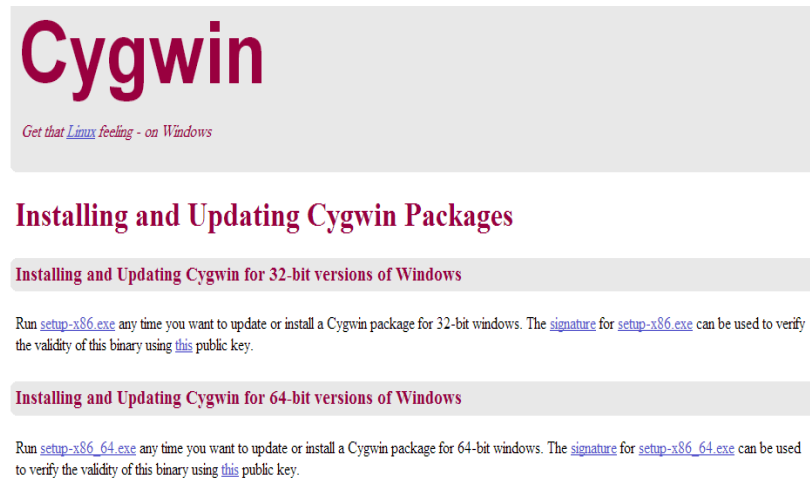 Cygwin
Get that Linux feeling - on Windows
Installing and Updating Cygwin Packages
Installing and Updating Cygwin for 32-bit versions of Windows
Run setup-x86.exe any time you want to update or install a Cygwin package for 32-bit windows. The signature for setup-x86.exe can be used to verify
the validity of this binary using this public key.
Installing and Updating Cygwin for 64-bit versions of Windows
Run setup-x86_64.exe any time you want to update or install a Cygwin package for 64-bit windows. The signature for setup-x86_64.exe can be used
to verify the validity of this binary using this public key.